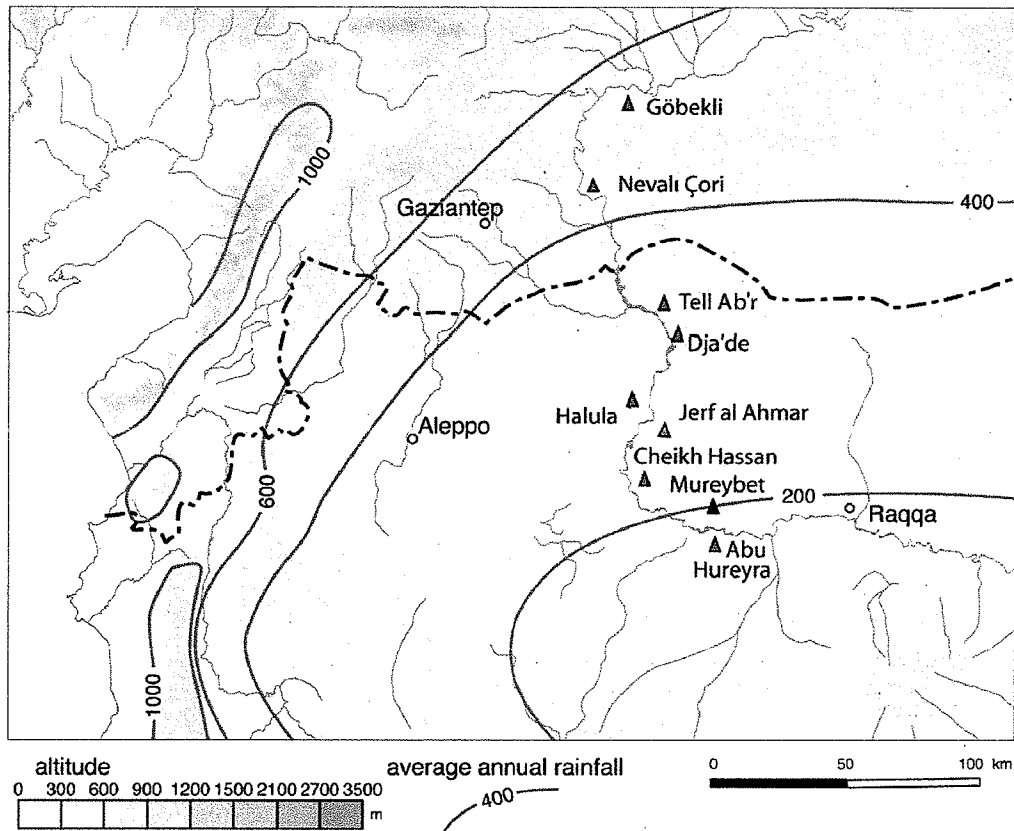 Göbekli
1000
Nevalı Çori
Gaziantep
400
Tell Ab'r
Dja'de
Halula
Jerf al Ahmar
Aleppo
Cheikh Hassan
Mureybet
600
200
Raqqa
Abu
Hureyra
1000
altitude
0 300 600 900 1200 1500 2100 2700 3500
m
average annual rainfall
400
0 50 100 km